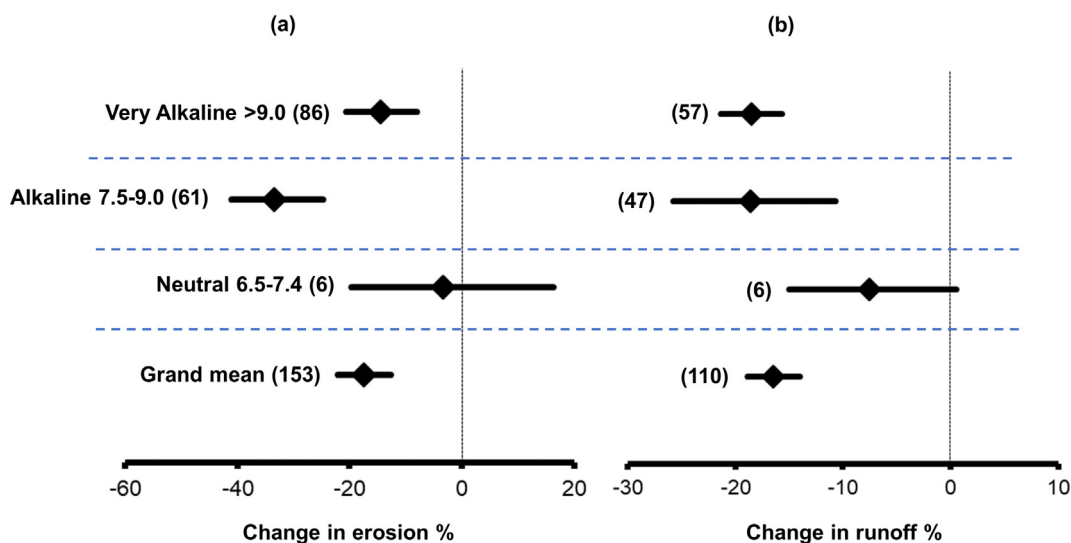 (a) (b)
Very Alkaline >9.0 (86) (57)
Alkaline 7.5-9.0 (61) (47)
Neutral 6.5-7.4 (6) (6)
Grand mean (153) (110)
-60 -40 -20 0 20 -30 -20 -10 0 10
Change in erosion % Change in runoff %